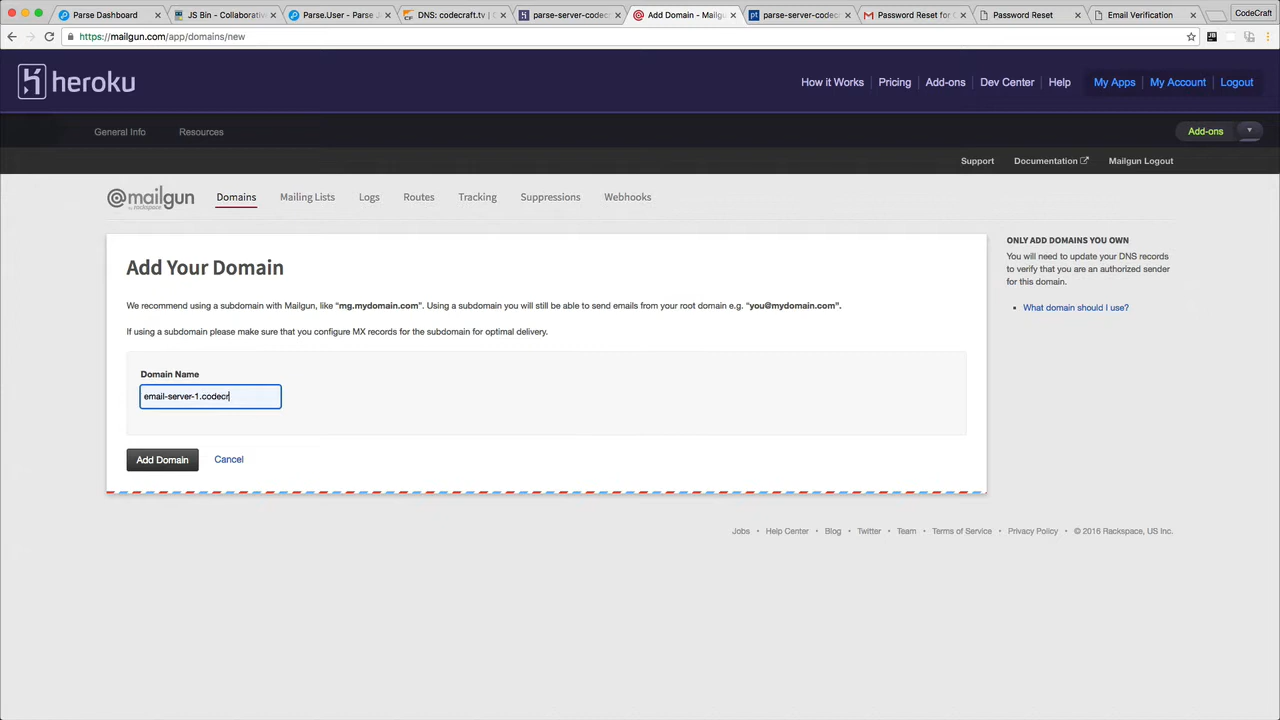 Parse Dashboard
JS Bin - Collaborativ
Parse.User - Parse J
DNS: codecraft.tv | C
parse-server-codec
Add Domain - Mailgu
parse-server-codec
Password Reset for C
Password Reset
Email Verification
CodeCraft
https://mailgun.com/app/domains/new
heroku
How it Works
Pricing
Add-ons
Dev Center
Help
My Apps
My Account
Logout
General Info
Resources
Add-ons
Support
Documentation
Mailgun Logout
@mailgun
by rackspace
Domains
Mailing Lists
Logs
Routes
Tracking
Suppressions
Webhooks
Add Your Domain
We recommend using a subdomain with Mailgun, like “mg.mydomain.com”. Using a subdomain you will still be able to send emails from your root domain e.g. “you@mydomain.com”.
If using a subdomain please make sure that you configure MX records for the subdomain for optimal delivery.
Domain Name
email-server-1.codecr
Add Domain
Cancel
ONLY ADD DOMAINS YOU OWN
You will need to update your DNS records
to verify that you are an authorized sender
for this domain.
What domain should I use?
Jobs • Help Center • Blog • Twitter • Team • Terms of Service • Privacy Policy • © 2016 Rackspace, US Inc.